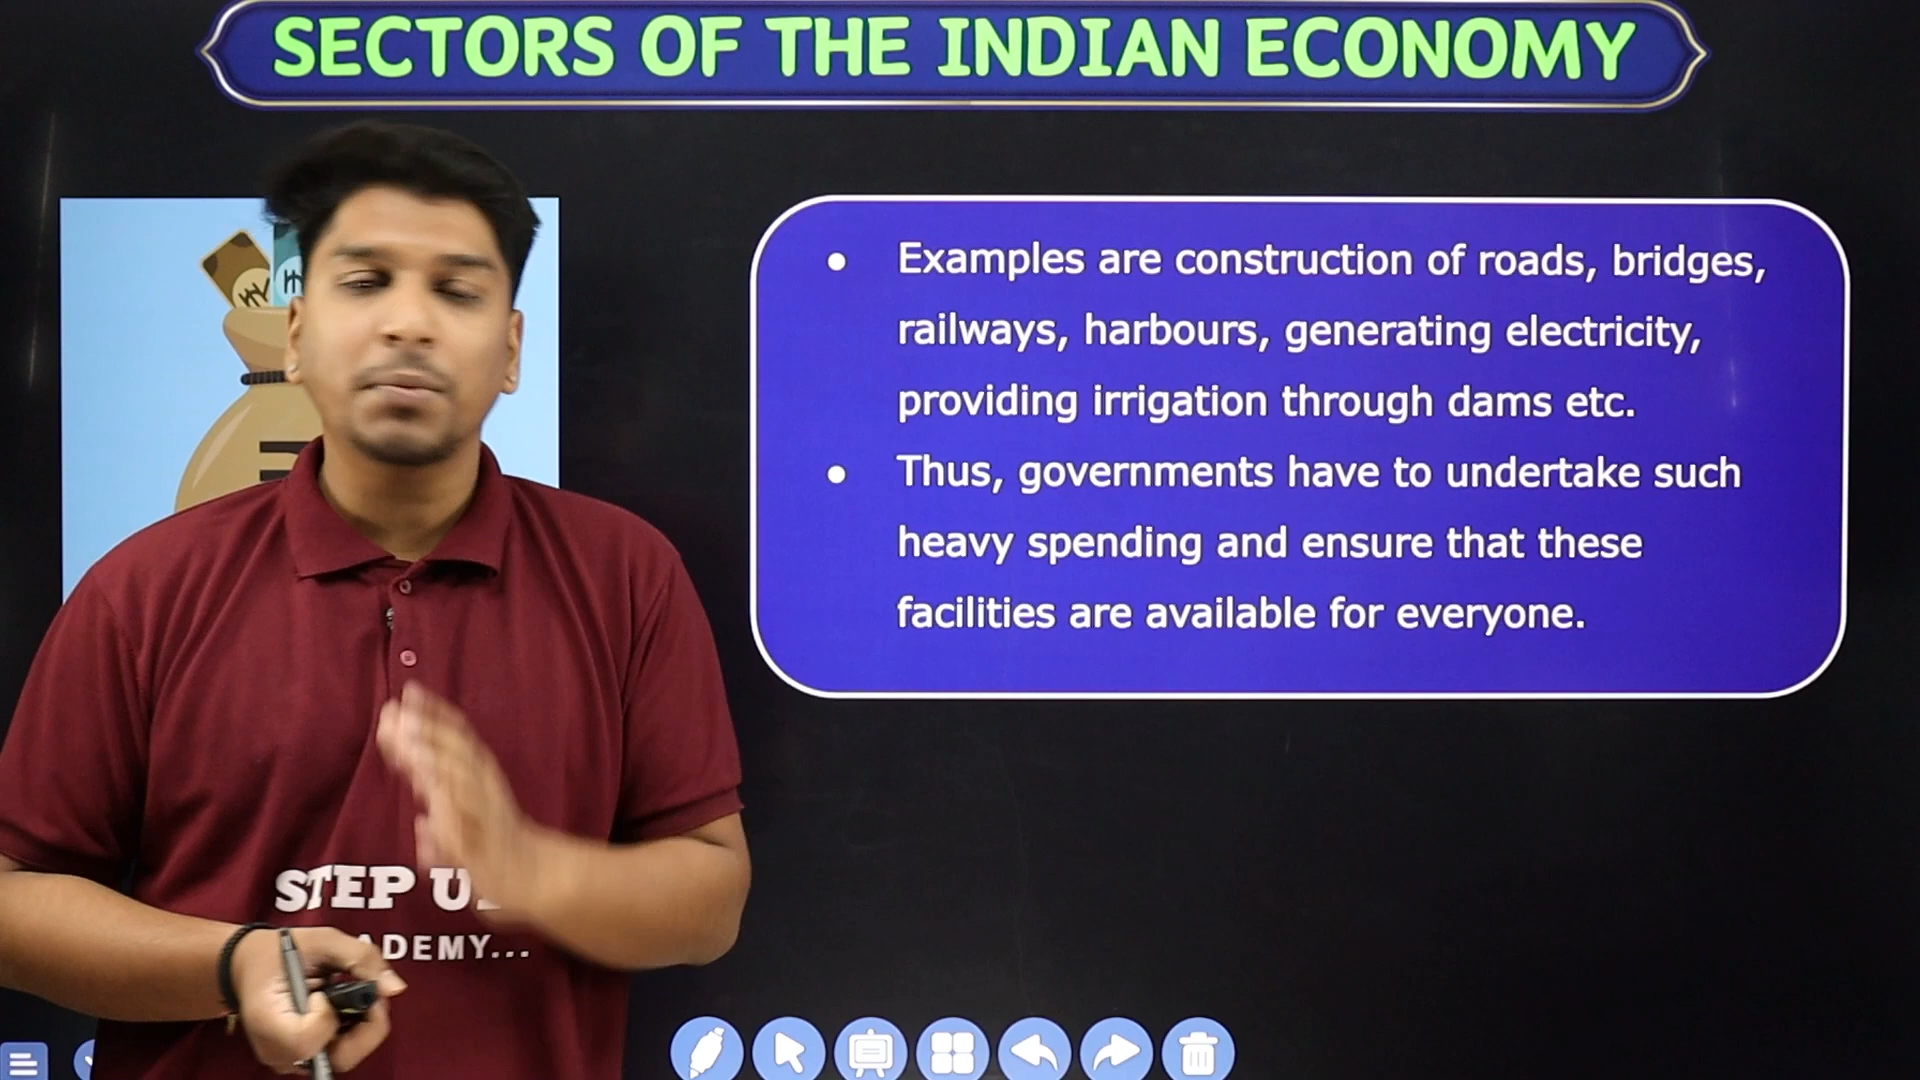 SECTORS OF THE INDIAN ECONOMY
● Examples are construction of roads, bridges,
railways, harbours, generating electricity,
providing irrigation through dams etc.
● Thus, governments have to undertake such
heavy spending and ensure that these
facilities are available for everyone.
STEP